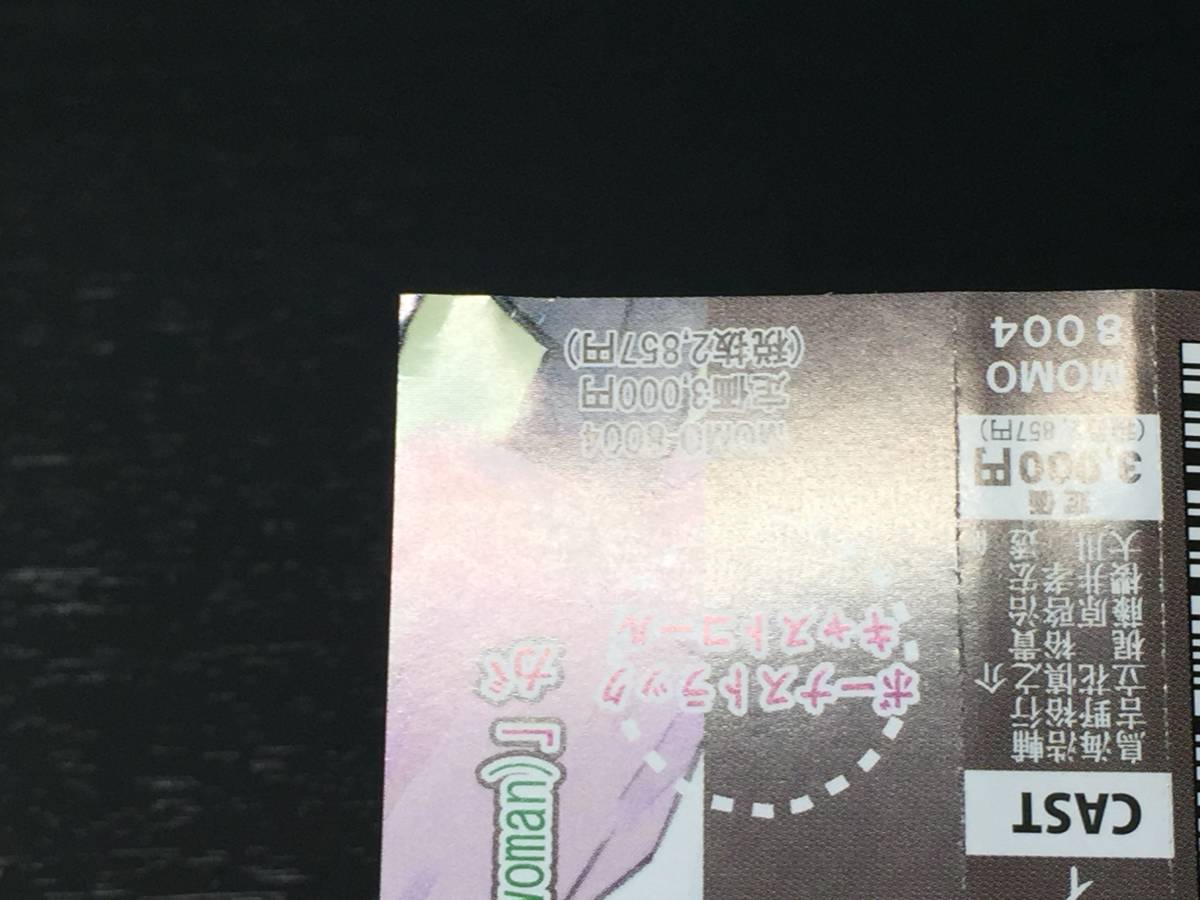 イ
CAST
鳥海浩輔
吉野裕行
立花慎之介
梶裕貴
藤原啓治
櫻井孝宏
大川透
定価
3,000円
(税抜2,857円)
MOMO
8004
ボーナストラック
キャストコール
MOMO-8004
定価3,000円
(税抜2,857円)
woman)』が